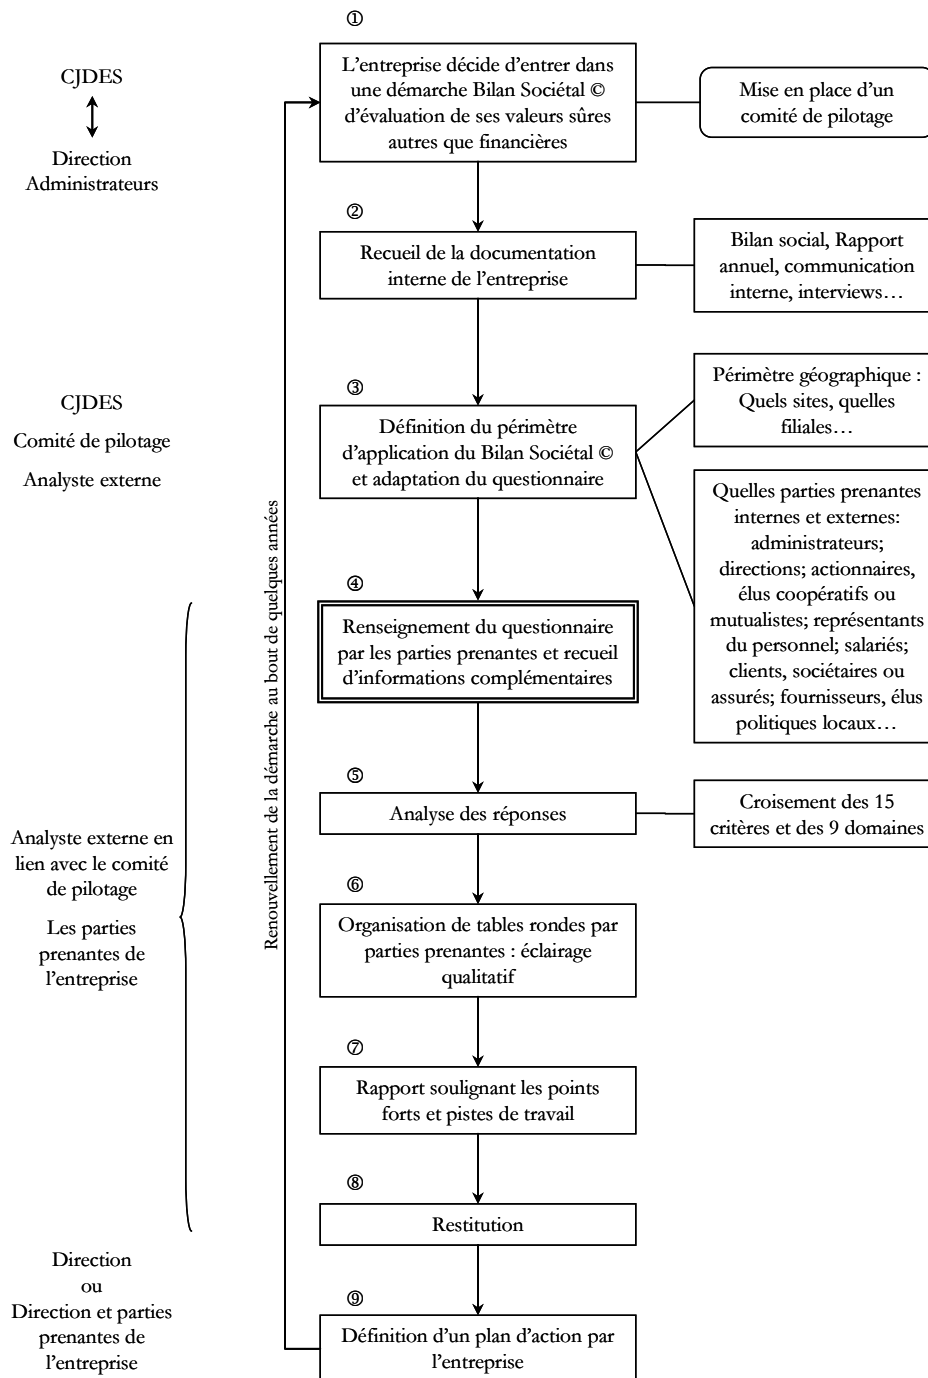 ①
CJDES
Direction
Administrateurs
L'entreprise décide d'entrer dans
une démarche Bilan Sociétal ©
d'évaluation de ses valeurs sûres
autres que financières
Mise en place d'un
comité de pilotage
②
Recueil de la documentation
interne de l'entreprise
Bilan social, Rapport
annuel, communication
interne, interviews…
③
CJDES
Comité de pilotage
Analyste externe
Définition du périmètre
d'application du Bilan Sociétal ©
et adaptation du questionnaire
Périmètre géographique :
Quels sites, quelles
filiales…
Quelles parties prenantes
internes et externes:
administrateurs;
directions; actionnaires,
élus coopératifs ou
mutualistes; représentants
du personnel; salariés;
clients, sociétaires ou
assurés; fournisseurs, élus
politiques locaux…
Renouvellement de la démarche au bout de quelques années
④
Renseignement du questionnaire
par les parties prenantes et recueil
d'informations complémentaires
⑤
Analyse des réponses
Croisement des 15
critères et des 9 domaines
Analyste externe en
lien avec le comité
de pilotage
Les parties
prenantes de
l'entreprise
⑥
Organisation de tables rondes par
parties prenantes : éclairage
qualitatif
⑦
Rapport soulignant les points
forts et pistes de travail
⑧
Restitution
Direction
ou
Direction et parties
prenantes de
l'entreprise
⑨
Définition d'un plan d'action par
l'entreprise